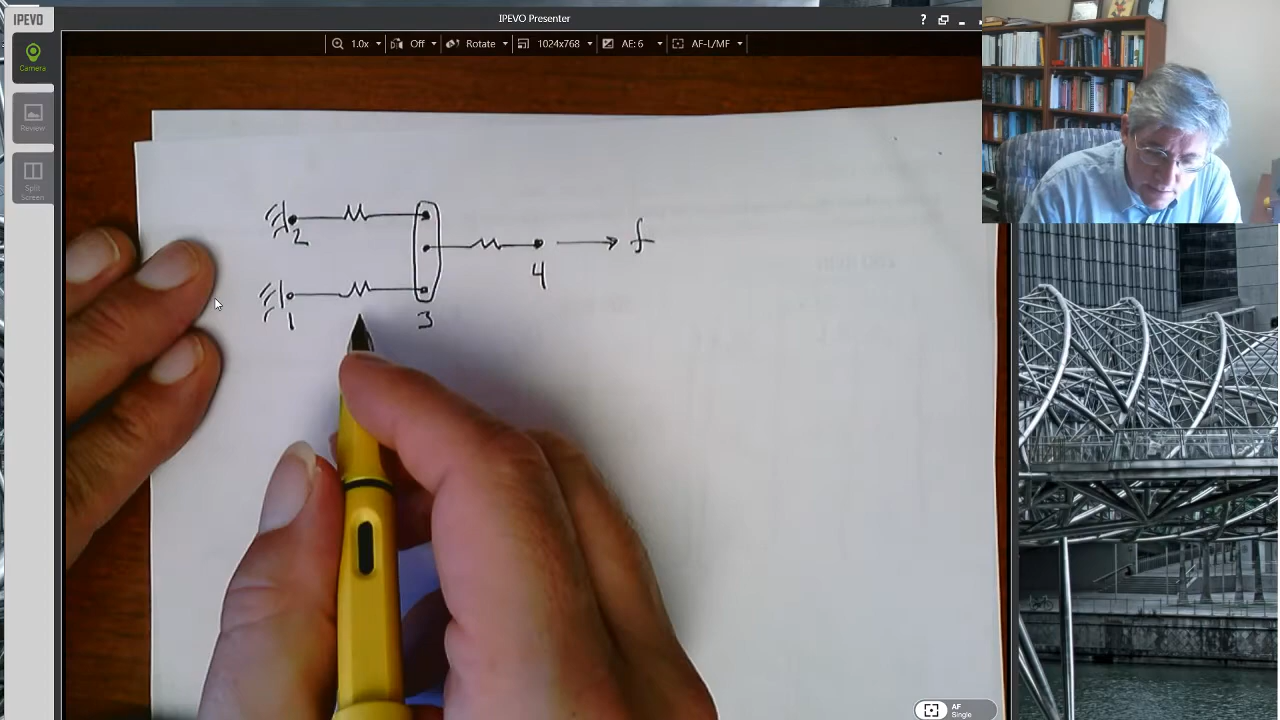 IPEVO
IPEVO Presenter
?
Camera
1.0x
Off
Rotate
1024x768
AE: 6
AF-L/MF
Review
Split
Screen
2
f
4
1
3
AF
Single